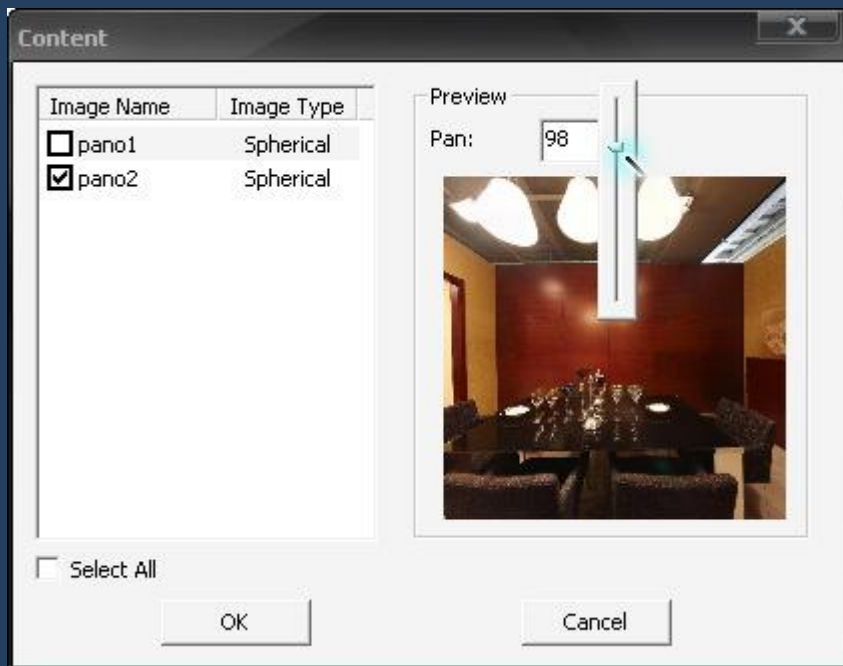 Content
X
Image Name Image Type
pano1 Spherical
pano2 Spherical
Select All
Preview
Pan: 98
OK Cancel